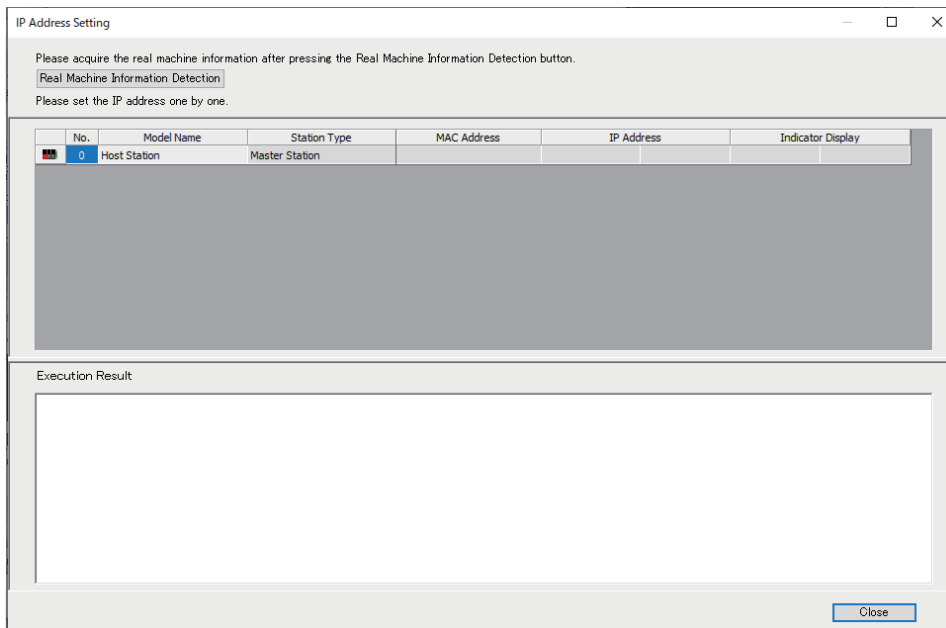 IP Address Setting
Please acquire the real machine information after pressing the Real Machine Information Detection button.
Real Machine Information Detection
Please set the IP address one by one.
No. Model Name Station Type MAC Address IP Address Indicator Display
0 Host Station Master Station
Execution Result
Close